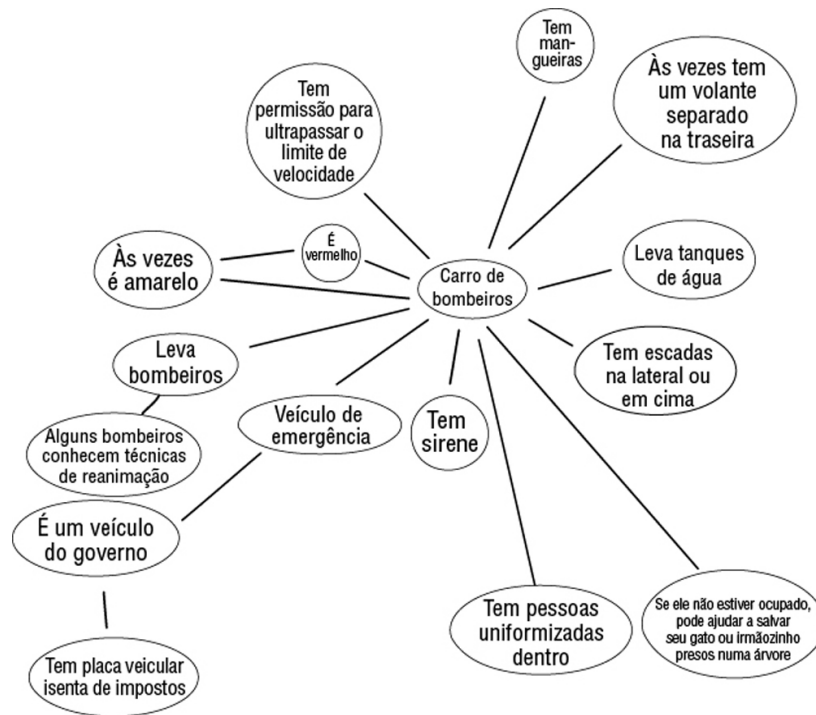 Tem
man-
gueiras
Às vezes tem
um volante
separado
na traseira
Tem
permissão para
ultrapassar o
limite de
velocidade
É
vermelho
Às vezes
é amarelo
Carro de
bombeiros
Leva tanques
de água
Leva
bombeiros
Tem escadas
na lateral ou
em cima
Veículo de
emergência
Tem
sirene
Alguns bombeiros
conhecem técnicas
de reanimação
É um veículo
do governo
Tem pessoas
uniformizadas
dentro
Se ele não estiver ocupado,
pode ajudar a salvar
seu gato ou irmãozinho
presos numa árvore
Tem placa veicular
isenta de impostos